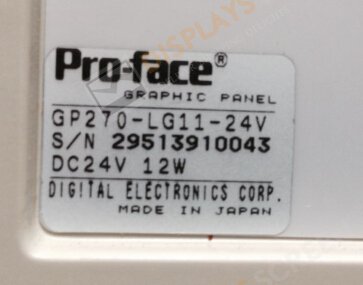 Pro-face®
GRAPHIC PANEL
GP270-LG11-24V
S/N 29513910043
DC24V 12W
DIGITAL ELECTRONICS CORP.
MADE IN JAPAN